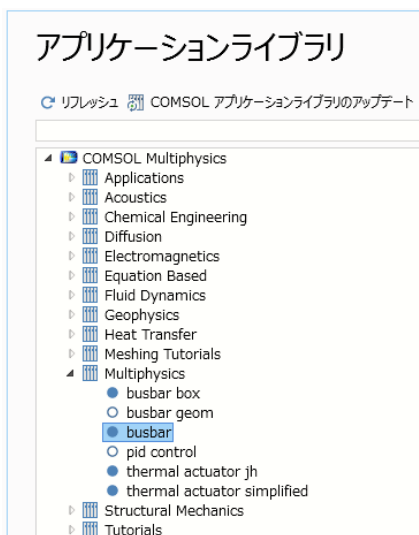 アプリケーションライブラリ
リフレッシュ COMSOL アプリケーションライブラリのアップデート
COMSOL Multiphysics
Applications
Acoustics
Chemical Engineering
Diffusion
Electromagnetics
Equation Based
Fluid Dynamics
Geophysics
Heat Transfer
Meshing Tutorials
Multiphysics
busbar box
busbar geom
busbar
pid control
thermal actuator jh
thermal actuator simplified
Structural Mechanics
Tutorials